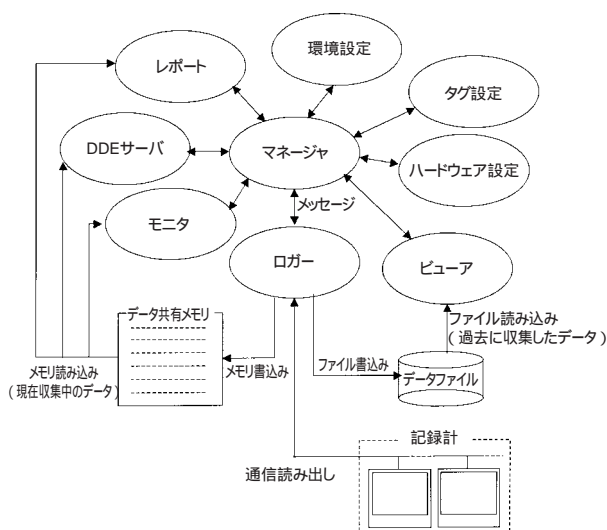 環境設定
レポート
タグ設定
DDEサーバ
マネージャ
ハードウェア設定
モニタ
メッセージ
ロガー
ビューア
データ共有メモリ
ファイル読み込み
(過去に収集したデータ)
メモリ読み込み
(現在収集中のデータ)
メモリ書込み
ファイル書込み
データファイル
記録計
通信読み出し